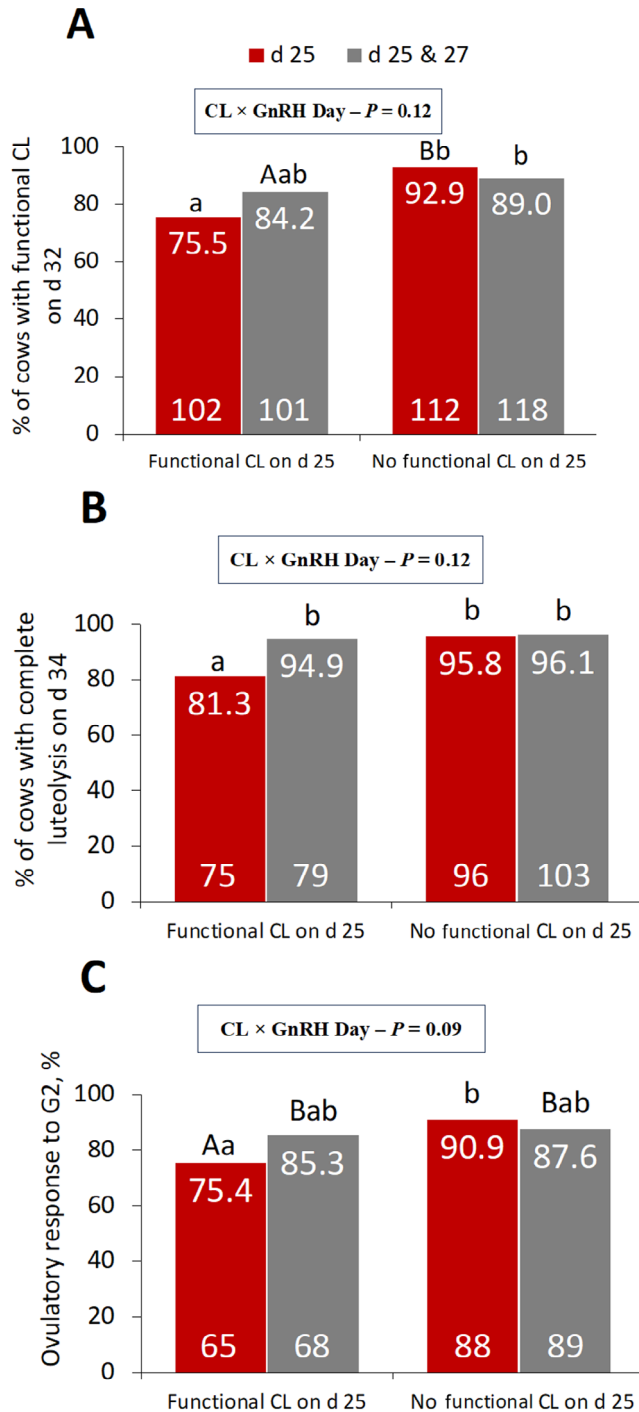 A
d 25 d 25 & 27
CL × GnRH Day – P = 0.12
% of cows with functional CL
on d 32
100
80
60
40
20
0
a
Aab
Bb
b
75.5
84.2
92.9
89.0
102
101
112
118
Functional CL on d 25
No functional CL on d 25
B
CL × GnRH Day – P = 0.12
% of cows with complete
luteolysis on d 34
100
80
60
40
20
0
a
b
b
b
81.3
94.9
95.8
96.1
75
79
96
103
Functional CL on d 25
No functional CL on d 25
C
CL × GnRH Day – P = 0.09
Ovulatory response to G2, %
100
80
60
40
20
0
Aa
Bab
b
Bab
75.4
85.3
90.9
87.6
65
68
88
89
Functional CL on d 25
No functional CL on d 25